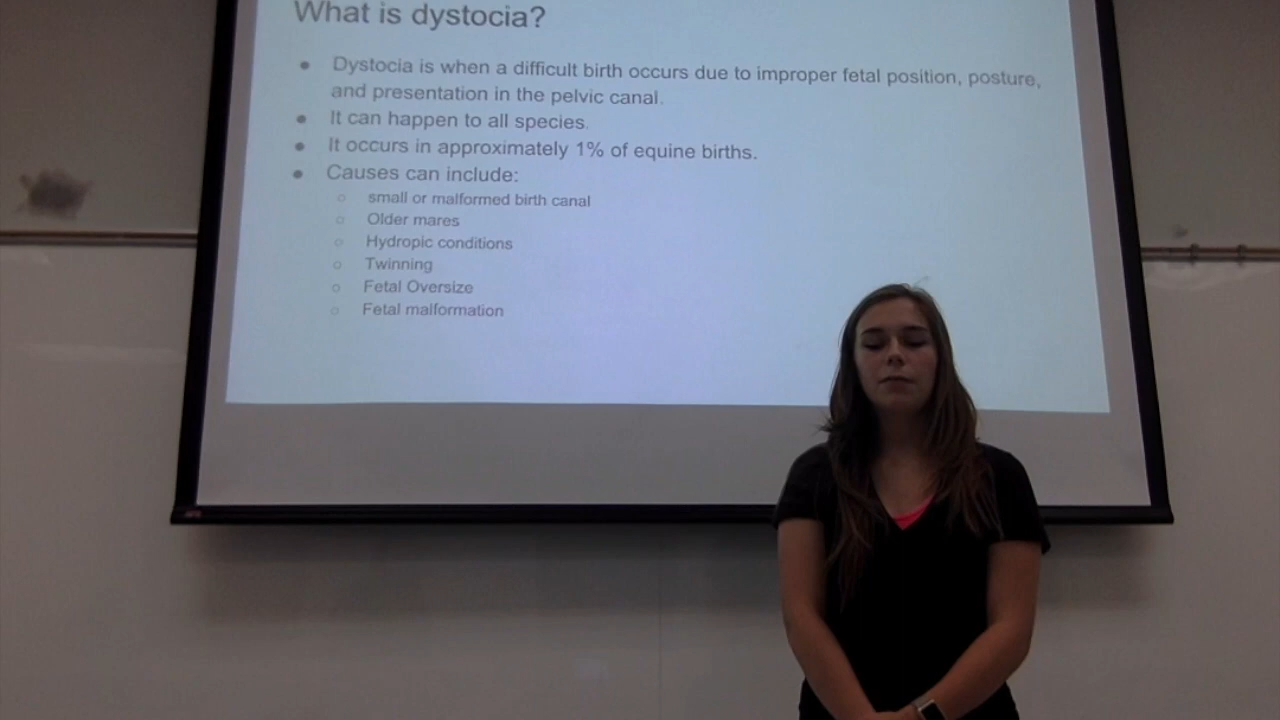 What is dystocia?
Dystocia is when a difficult birth occurs due to improper fetal position, posture,
and presentation in the pelvic canal.
It can happen to all species.
It occurs in approximately 1% of equine births.
Causes can include:
small or malformed birth canal
Older mares
Hydropic conditions
Twinning
Fetal Oversize
Fetal malformation